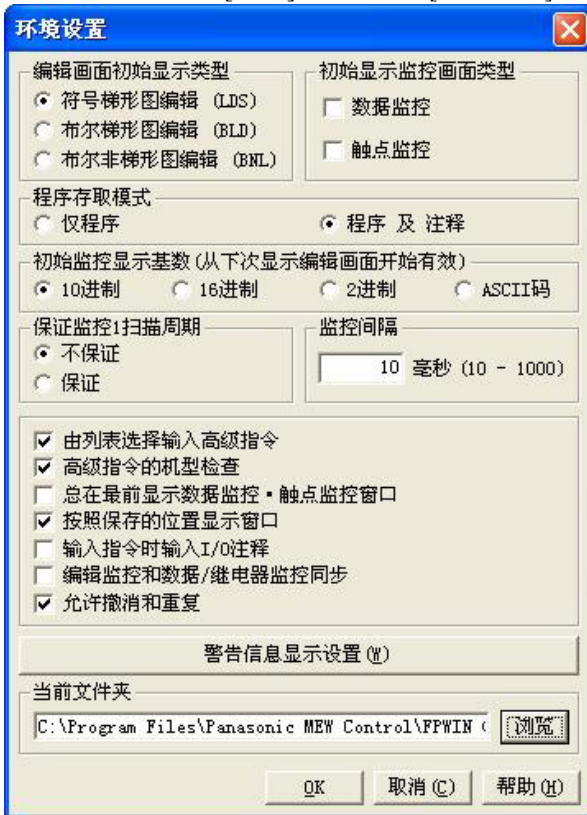 环境设置
编辑画面初始显示类型
符号梯形图编辑 (LDS)
布尔梯形图编辑 (BLD)
布尔非梯形图编辑 (BNL)
初始显示监控画面类型
数据监控
触点监控
程序存取模式
仅程序
程序 及 注释
初始监控显示基数(从下次显示编辑画面开始有效)
10进制
16进制
2进制
ASCII码
保证监控1扫描周期
不保证
保证
监控间隔
10 毫秒 (10 - 1000)
由列表选择输入高级指令
高级指令的机型检查
总在最前显示数据监控・触点监控窗口
按照保存的位置显示窗口
输入指令时输入I/O注释
编辑监控和数据/继电器监控同步
允许撤消和重复
警告信息显示设置(W)
当前文件夹
C:\Program Files\Panasonic MEW Control\FPWIN
浏览
OK
取消(C)
帮助(H)